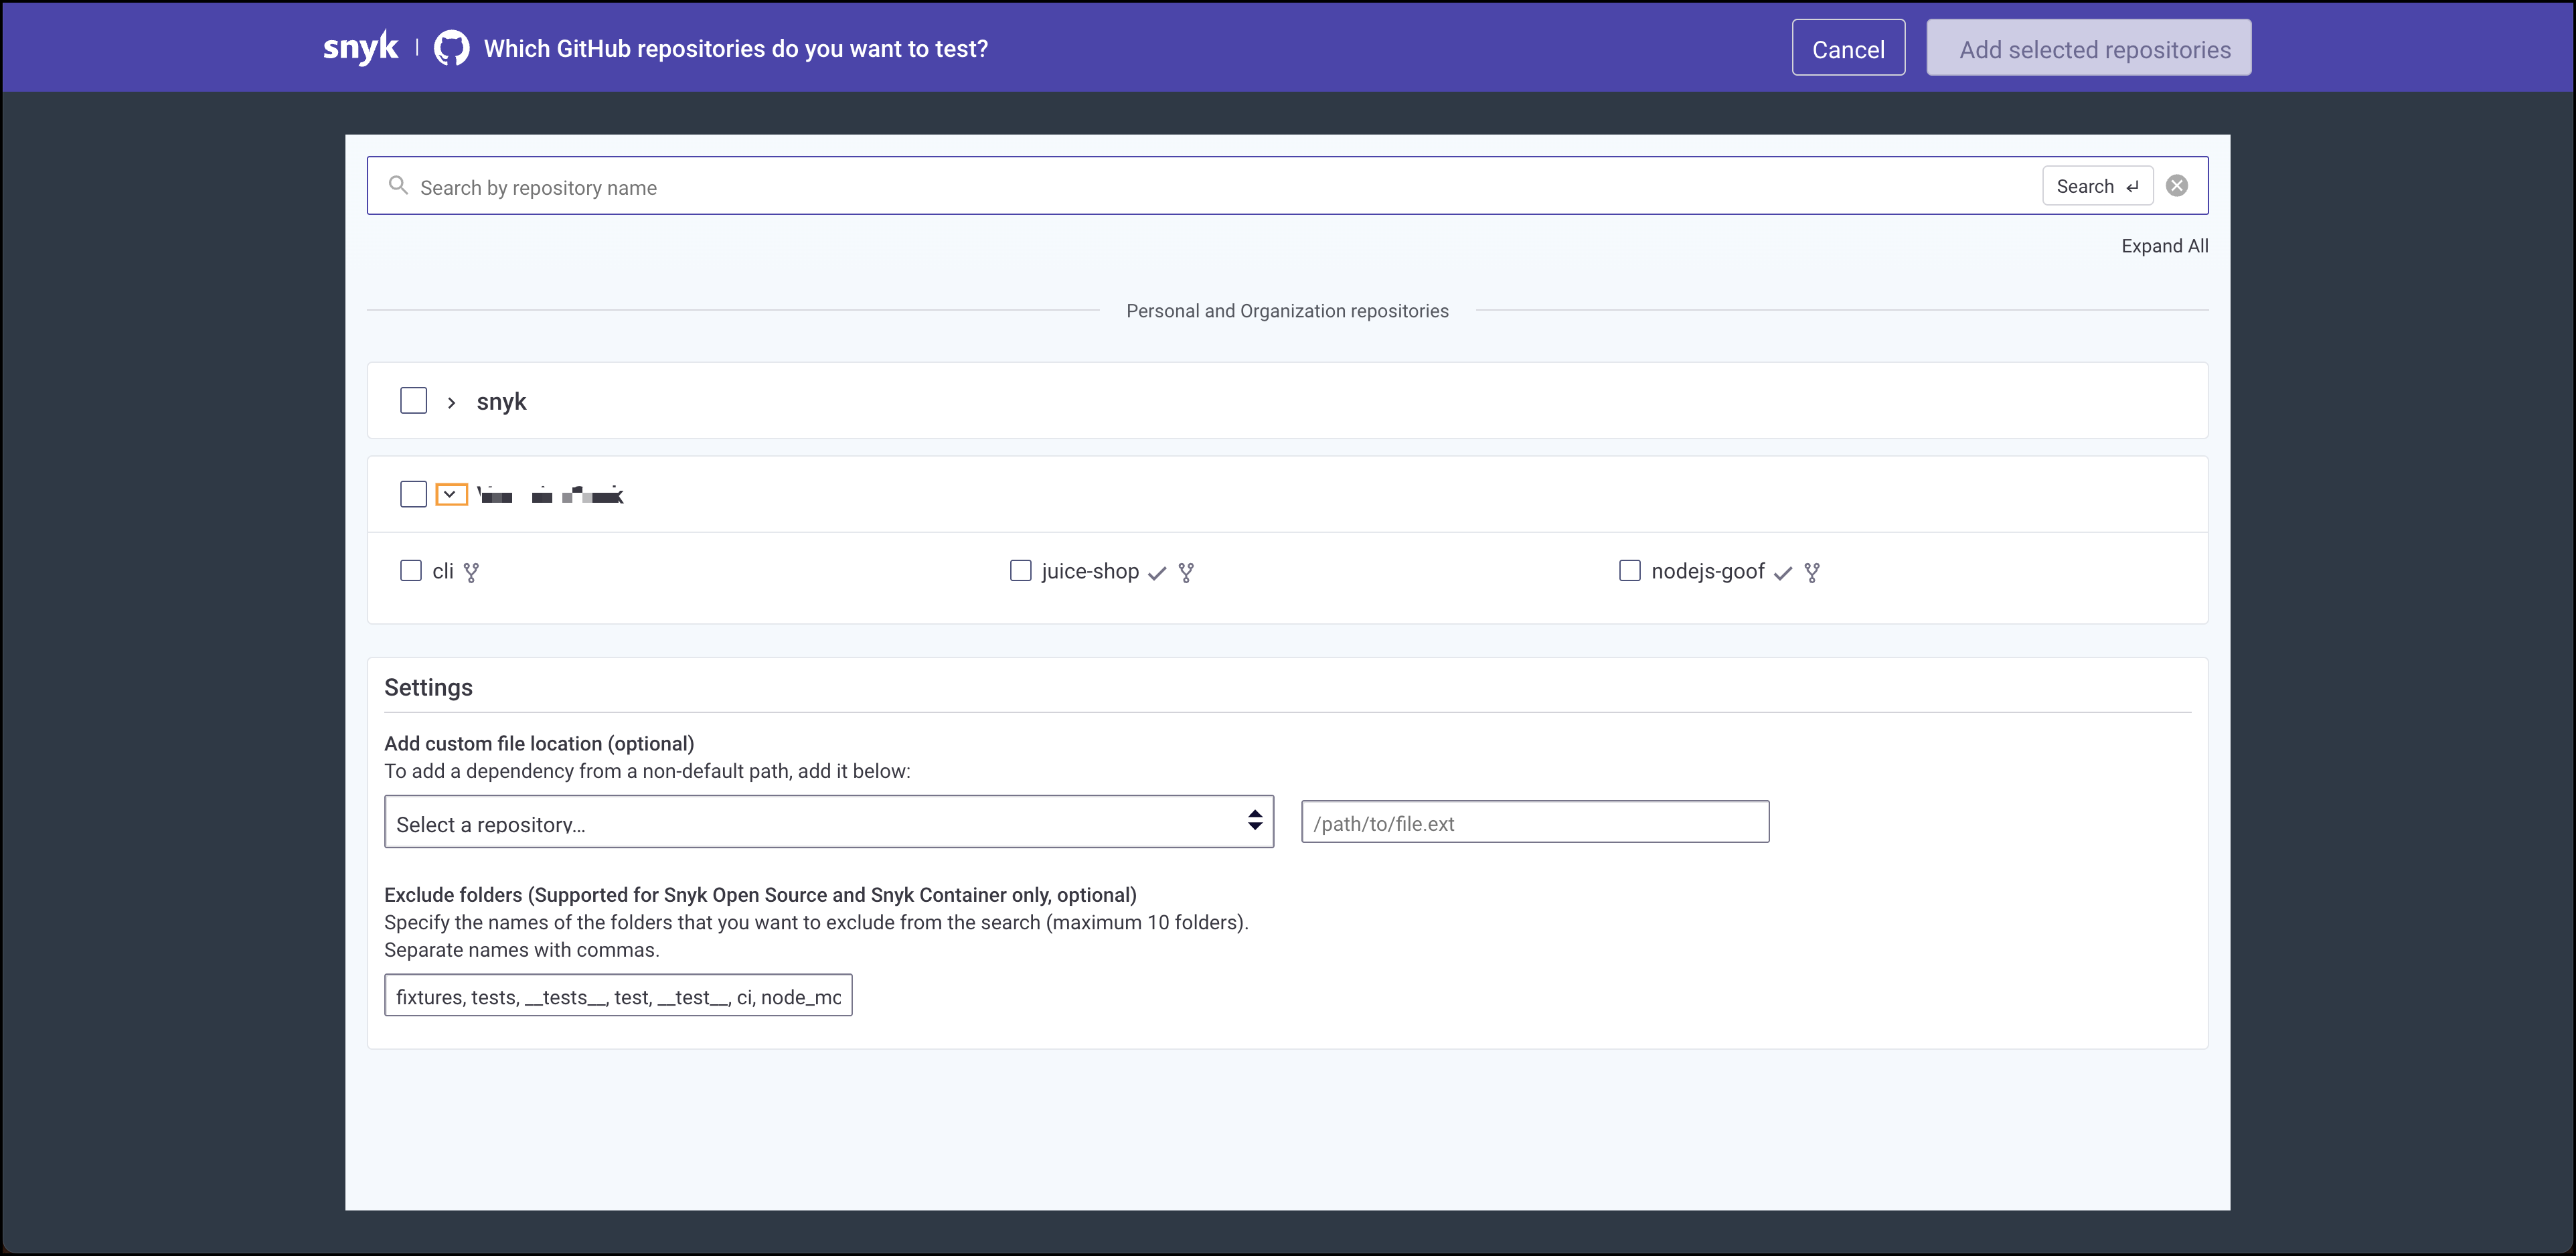 snyk | Which GitHub repositories do you want to test? Cancel Add selected repositories
Search by repository name Search ↵
Expand All
Personal and Organization repositories
snyk
cli juice-shop nodejs-goof
Settings
Add custom file location (optional)
To add a dependency from a non-default path, add it below:
Select a repository... /path/to/file.ext
Exclude folders (Supported for Snyk Open Source and Snyk Container only, optional)
Specify the names of the folders that you want to exclude from the search (maximum 10 folders).
Separate names with commas.
fixtures, tests, __tests__, test, __test__, ci, node_mc